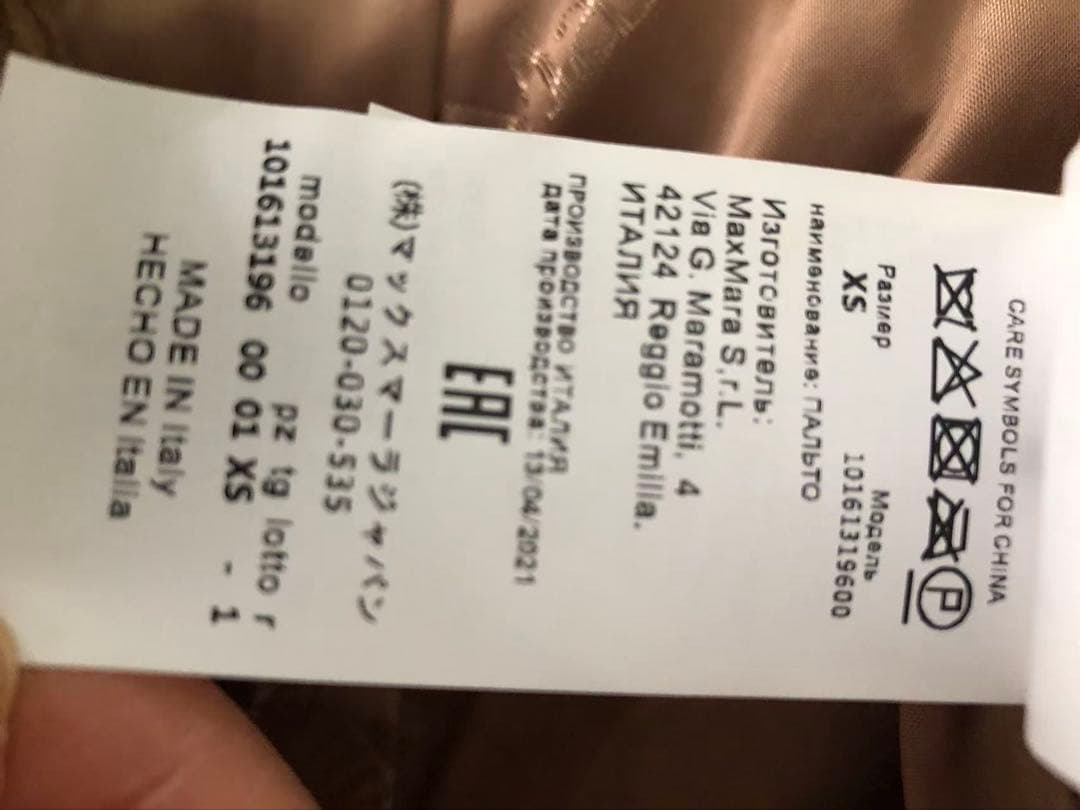 CARE SYMBOLS FOR CHINA
P
Размер Модель
XS 10161319600
наименование: ПАЛЬТО
Изготовитель:
MaxMara S.r.L.
Via G. Maramotti, 4
42124 Reggio Emilia.
ИТАЛИЯ
ПРОИЗВОДСТВО ИТАЛИЯ
дата производства: 13/04/2021
EAC
(株)マックスマーラジャパン
0120-030-535
modello pz tg lotto r
101613196 00 01 XS - 1
MADE IN Italy
HECHO EN Italia